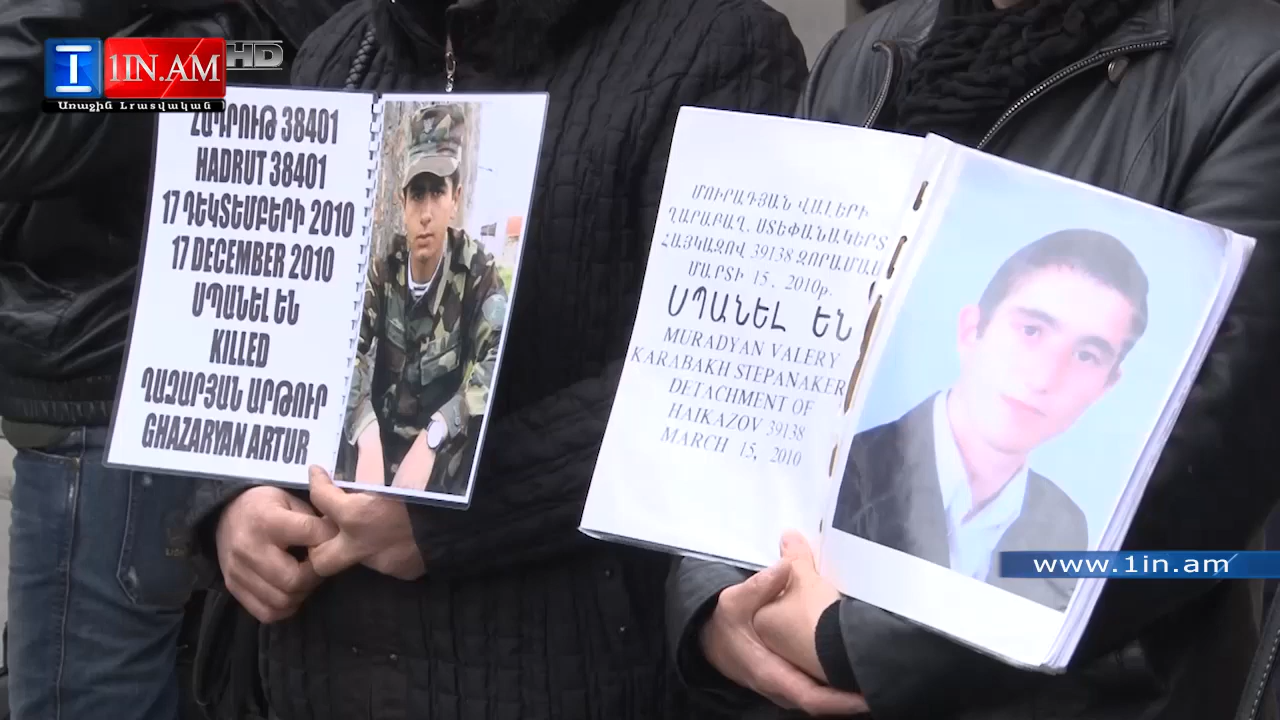 1IN.AM
HD
Առաջին Լրատվական
ՀԱԴՐՈՒԹ 38401
HADRUT 38401
17 ԴԵԿՏԵՄԲԵՐԻ 2010
17 DECEMBER 2010
ՍՊԱՆԵԼ ԵՆ
KILLED
ՂԱԶԱՐՅԱՆ ԱՐԹՈՒՐ
GHAZARYAN ARTUR
ՄՈՒՐԱԴՅԱՆ ՎԱԼԵՐԻ
ՂԱՐԱԲԱՂ. ՍՏԵՓԱՆԱԿԵՐՏ
ՀԱՅԿԱԶՈՎ 39138 ԶՈՐԱՄԱՍ
ՄԱՐՏԻ 15. 2010թ.
ՍՊԱՆԵԼ ԵՆ
MURADYAN VALERY
KARABAKH STEPANAKER
DETACHMENT OF
HAIKAZOV 39138
MARCH 15, 2010
www.1in.am